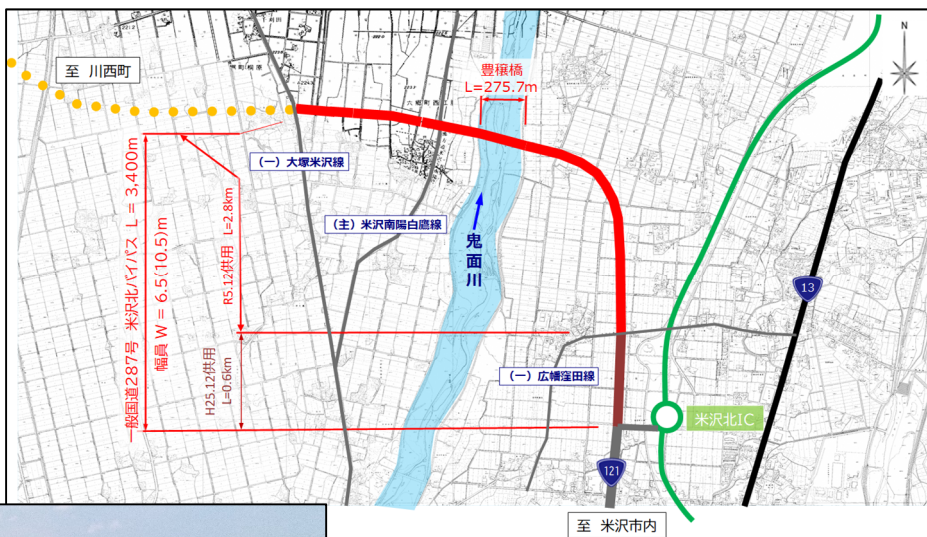 N
至 川西町
豊穣橋
L=275.7m
(一)大塚米沢線
(主)米沢南陽白鷹線
鬼面川
一般国道287号 米沢北バイパス L = 3,400m
幅員 W = 6.5(10.5)m
R5.12供用 L=2.8km
H25.12供用
L=0.6km
13
(一)広幡窪田線
米沢北IC
121
至 米沢市内